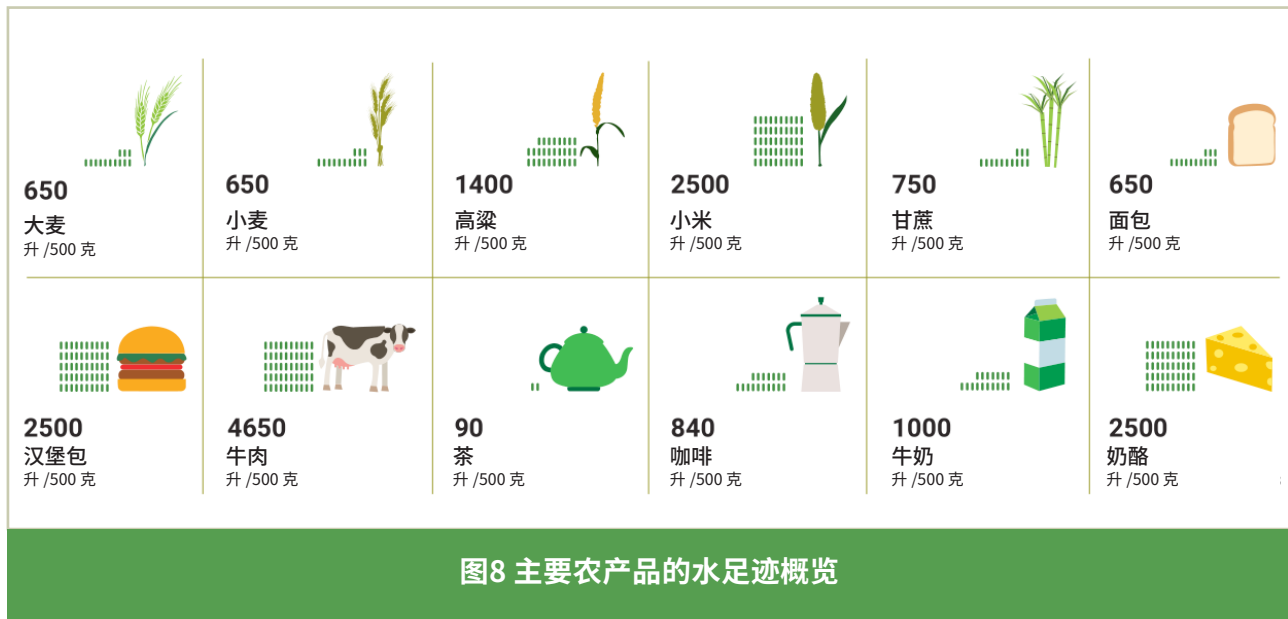 650
大麦
升 /500 克
650
小麦
升 /500 克
1400
高粱
升 /500 克
2500
小米
升 /500 克
750
甘蔗
升 /500 克
650
面包
升 /500 克
2500
汉堡包
升 /500 克
4650
牛肉
升 /500 克
90
茶
升 /500 克
840
咖啡
升 /500 克
1000
牛奶
升 /500 克
2500
奶酪
升 /500 克
图8 主要农产品的水足迹概览